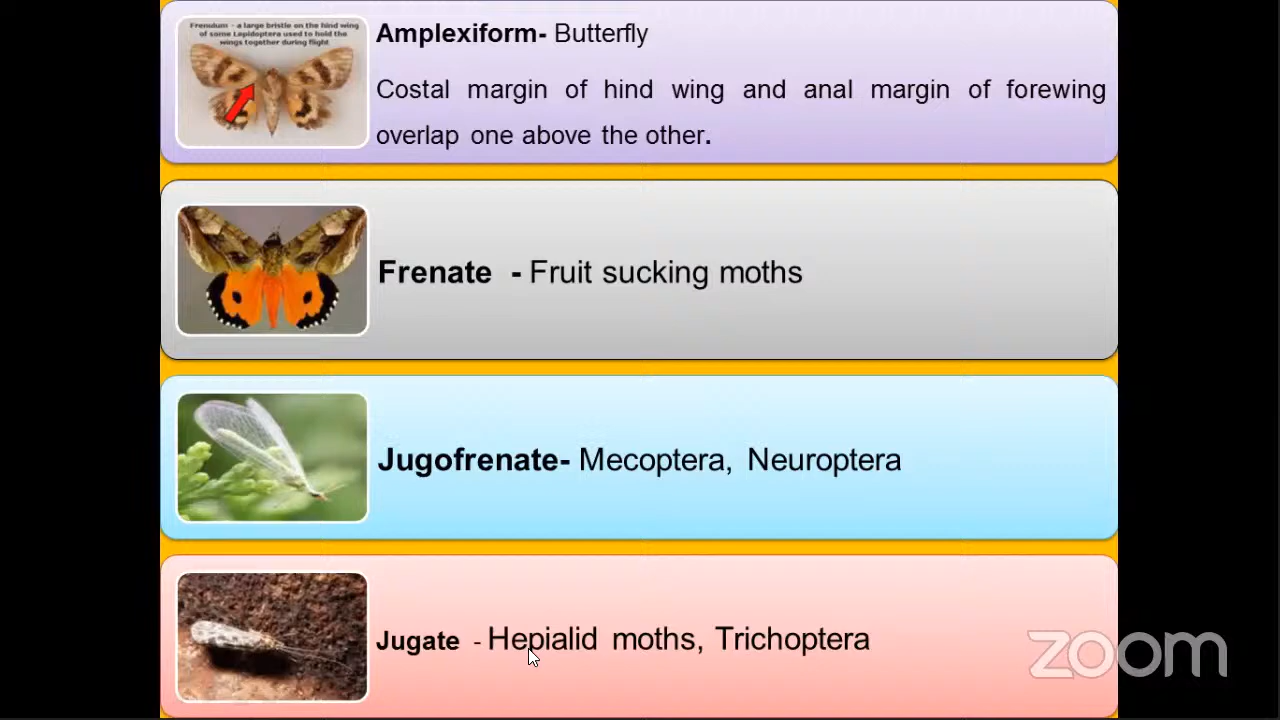 Frenulum - a large bristle on the hind wing
of some Lepidoptera used to hold the
wings together during flight
Amplexiform- Butterfly
Costal margin of hind wing and anal margin of forewing
overlap one above the other.
Frenate - Fruit sucking moths
Jugofrenate- Mecoptera, Neuroptera
Jugate - Hepialid moths, Trichoptera
zoom